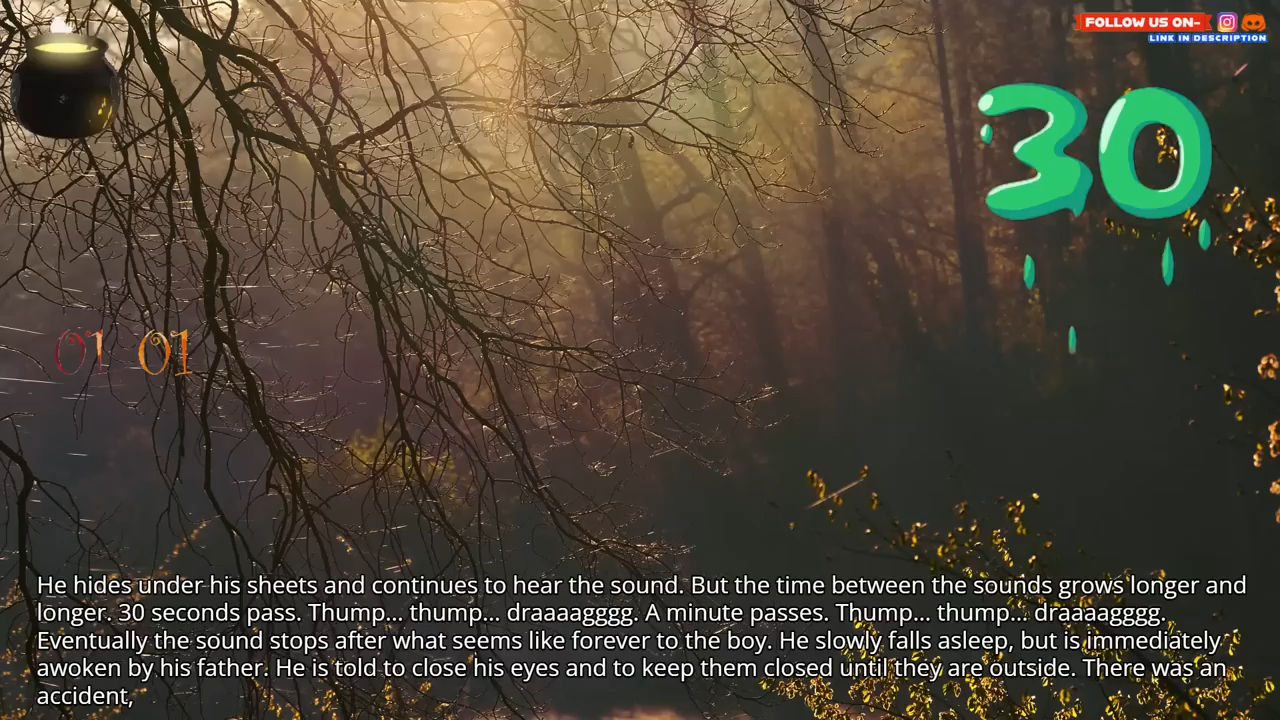 FOLLOW US ON-
LINK IN DESCRIPTION
30
01 01
He hides under his sheets and continues to hear the sound. But the time between the sounds grows longer and
longer. 30 seconds pass. Thump... thump... draaaagggg. A minute passes. Thump... thump... draaaagggg.
Eventually the sound stops after what seems like forever to the boy. He slowly falls asleep, but is immediately
awoken by his father. He is told to close his eyes and to keep them closed until they are outside. There was an
accident,